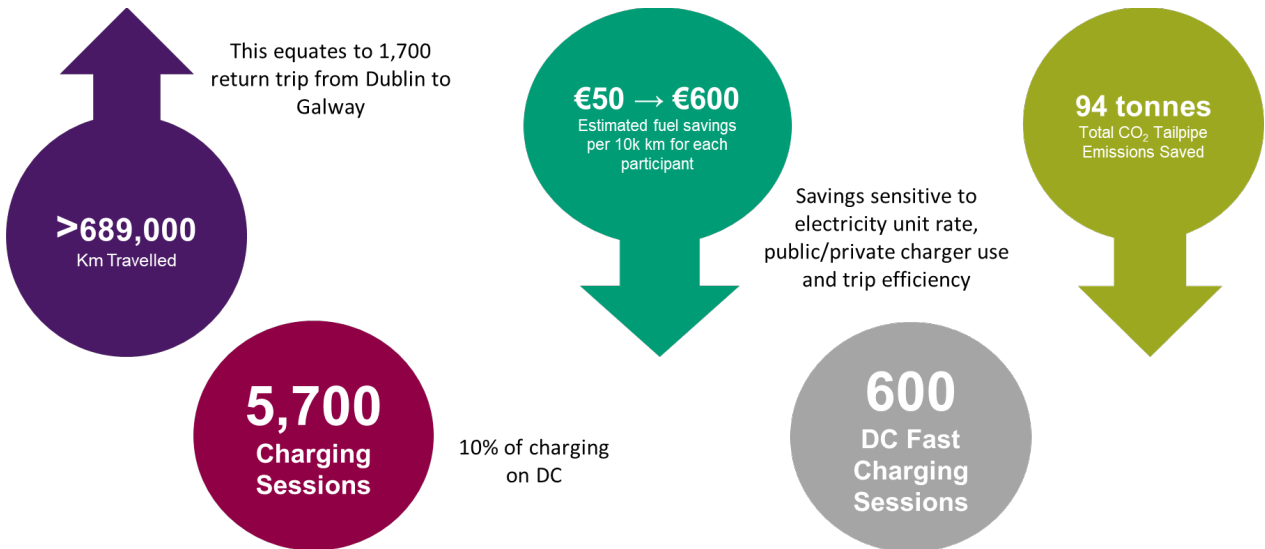 This equates to 1,700
return trip from Dublin to
Galway
>689,000
Km Travelled
€50 → €600
Estimated fuel savings
per 10k km for each
participant
Savings sensitive to
electricity unit rate,
public/private charger use
and trip efficiency
94 tonnes
Total CO₂ Tailpipe
Emissions Saved
5,700
Charging
Sessions
10% of charging
on DC
600
DC Fast
Charging
Sessions